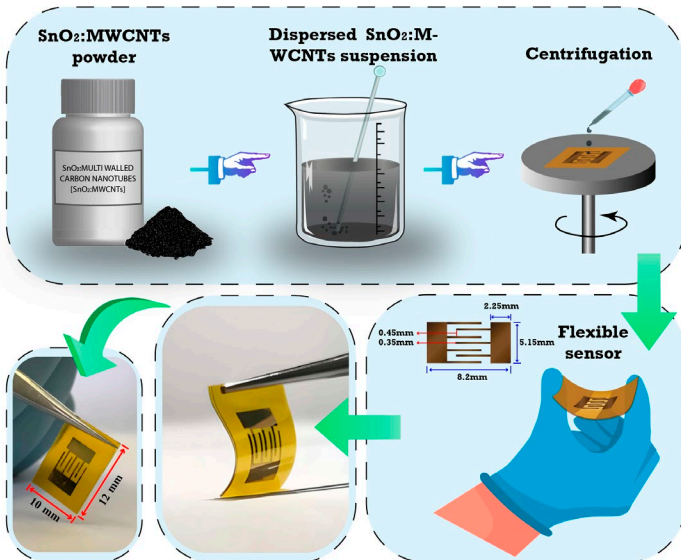 SnO₂:MWCNTs
powder
Dispersed SnO₂:M-
WCNTs suspension
Centrifugation
SnO₂:MULTI WALLED
CARBON NANOTUBES
[SnO₂:MWCNTs]
2.25mm
0.45mm
0.35mm
5.15mm
8.2mm
Flexible
sensor
10 mm
12 mm